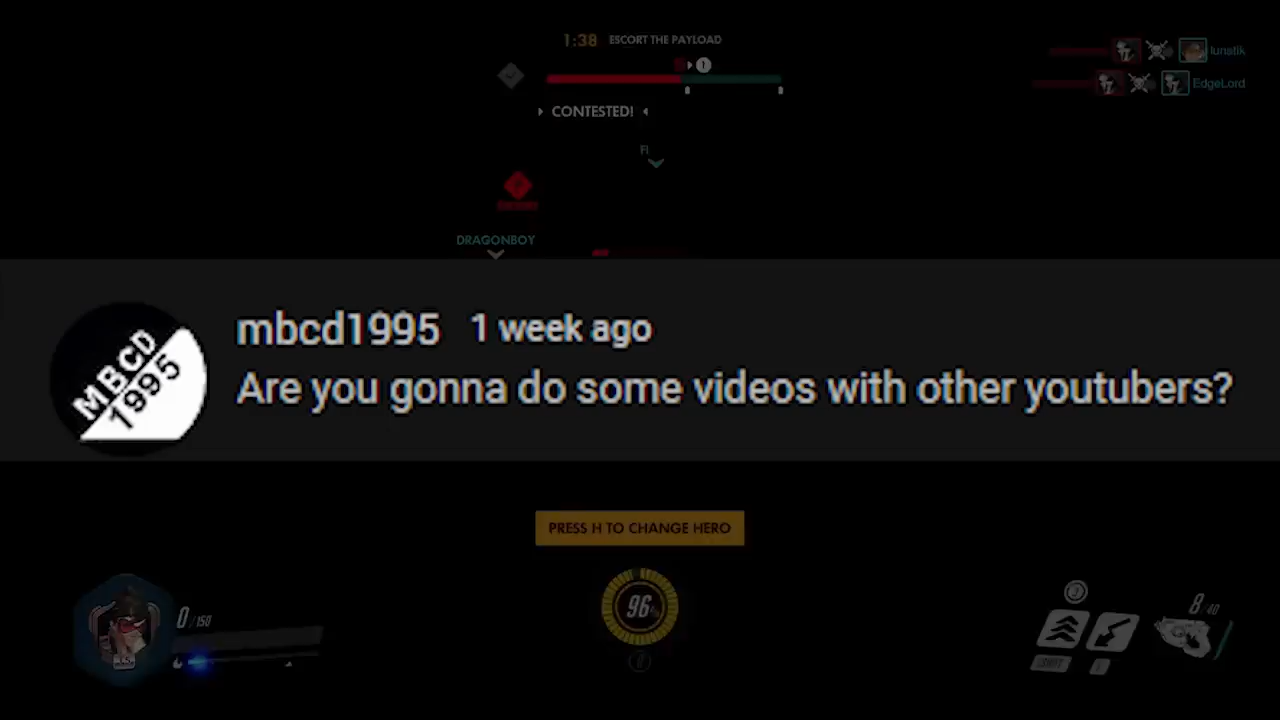 1:38 ESCORT THE PAYLOAD
lunatik
EdgeLord
CONTESTED!
FI
DRAGONBOY
mbcd1995 1 week ago
Are you gonna do some videos with other youtubers?
MBCD
1995
PRESS H TO CHANGE HERO
0/150
96%
8/40